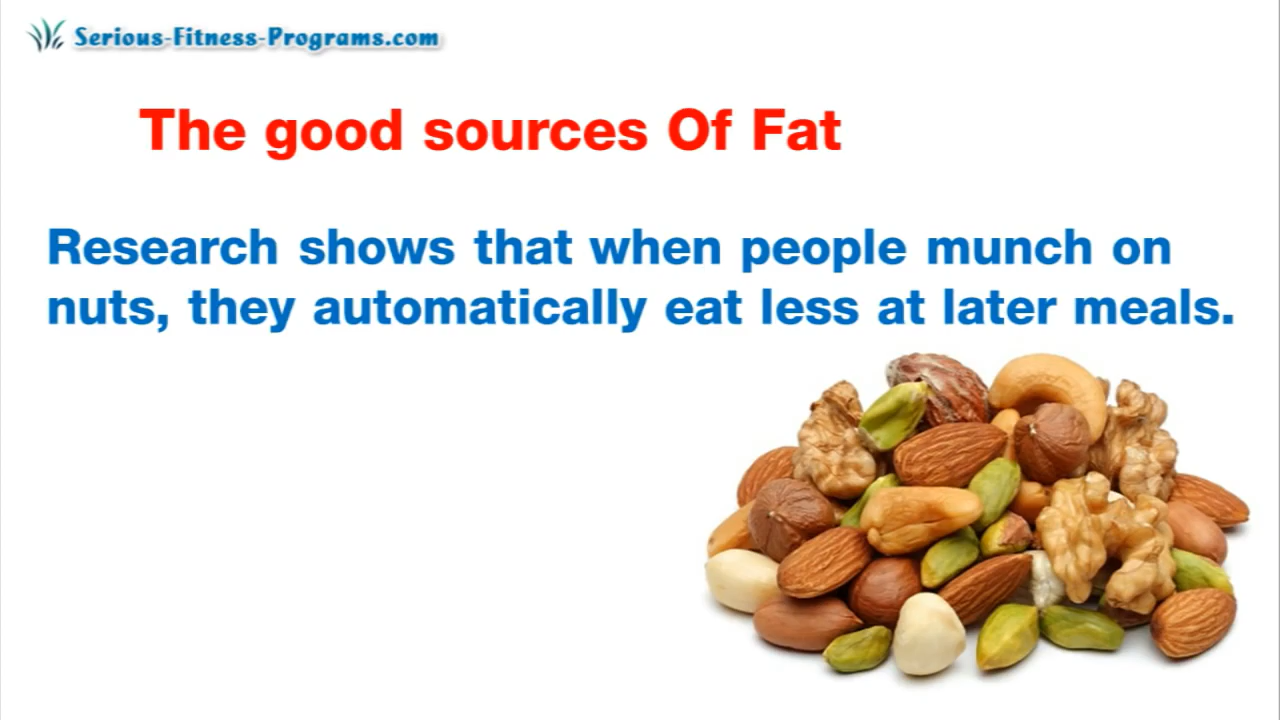 Serious-Fitness-Programs.com
The good sources Of Fat
Research shows that when people munch on
nuts, they automatically eat less at later meals.